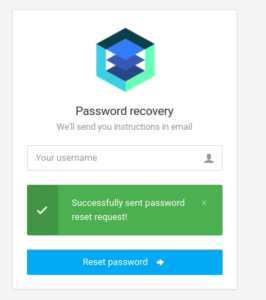 Password recovery
We'll send you instructions in email
Your username
Successfully sent password
reset request!
Reset password